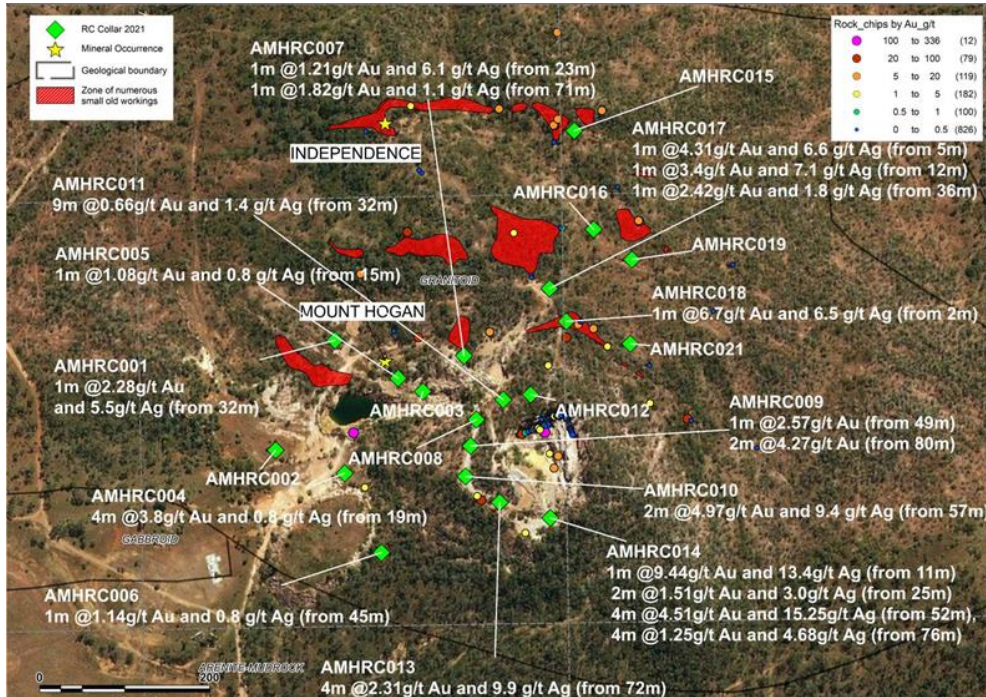 RC Collar 2021
Mineral Occurrence
Geological boundary
Zone of numerous
small old workings
Rock_chips by Au_g/t
100 to 336 (12)
20 to 100 (79)
5 to 20 (119)
1 to 5 (182)
0.5 to 1 (100)
0 to 0.5 (826)
AMHRC007
1m @1.21g/t Au and 6.1 g/t Ag (from 23m)
1m @1.82g/t Au and 1.1 g/t Ag (from 71m)
AMHRC015
INDEPENDENCE
AMHRC017
1m @4.31g/t Au and 6.6 g/t Ag (from 5m)
1m @3.4g/t Au and 7.1 g/t Ag (from 12m)
1m @2.42g/t Au and 1.8 g/t Ag (from 36m)
AMHRC011
9m @0.66g/t Au and 1.4 g/t Ag (from 32m)
AMHRC016
AMHRC005
1m @1.08g/t Au and 0.8 g/t Ag (from 15m)
AMHRC019
GRANITOID
MOUNT HOGAN
AMHRC018
1m @6.7g/t Au and 6.5 g/t Ag (from 2m)
AMHRC021
AMHRC001
1m @2.28g/t Au
and 5.5g/t Ag (from 32m)
AMHRC003
AMHRC012
AMHRC009
1m @2.57g/t Au (from 49m)
2m @4.27g/t Au (from 80m)
AMHRC002
AMHRC008
AMHRC004
4m @3.8g/t Au and 0.8 g/t Ag (from 19m)
AMHRC010
2m @4.97g/t Au and 9.4 g/t Ag (from 57m)
GABBROID
AMHRC014
1m @9.44g/t Au and 13.4g/t Ag (from 11m)
2m @1.51g/t Au and 3.0g/t Ag (from 25m)
4m @4.51g/t Au and 15.25g/t Ag (from 52m),
4m @1.25g/t Au and 4.68g/t Ag (from 76m)
AMHRC006
1m @1.14g/t Au and 0.8 g/t Ag (from 45m)
ARENITE-MUDROCK
0 200
AMHRC013
4m @2.31g/t Au and 9.9 g/t Ag (from 72m)